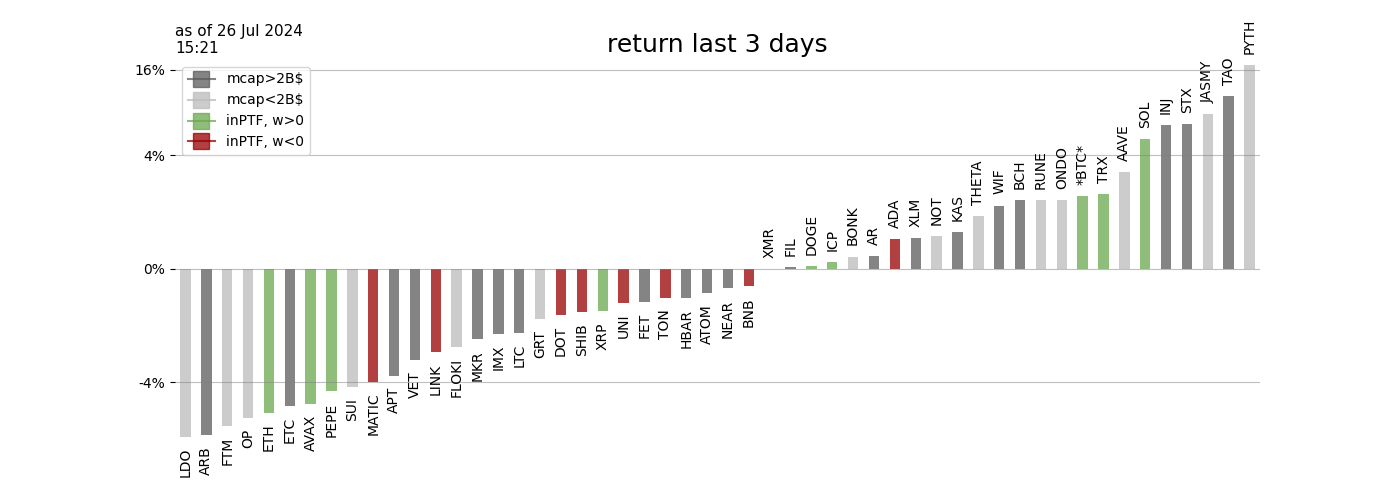 as of 26 Jul 2024
15:21
return last 3 days
mcap>2B$
mcap<2B$
inPTF, w>0
inPTF, w<0
16%
4%
0%
-4%
LDO
ARB
FTM
OP
ETH
ETC
AVAX
PEPE
SUI
MATIC
APT
VET
LINK
FLOKI
MKR
IMX
LTC
GRT
DOT
SHIB
XRP
UNI
FET
TON
HBAR
ATOM
NEAR
BNB
XMR
FIL
DOGE
ICP
BONK
AR
ADA
XLM
NOT
KAS
THETA
WIF
BCH
RUNE
ONDO
*BTC*
TRX
AAVE
SOL
INJ
STX
JASMY
TAO
PYTH